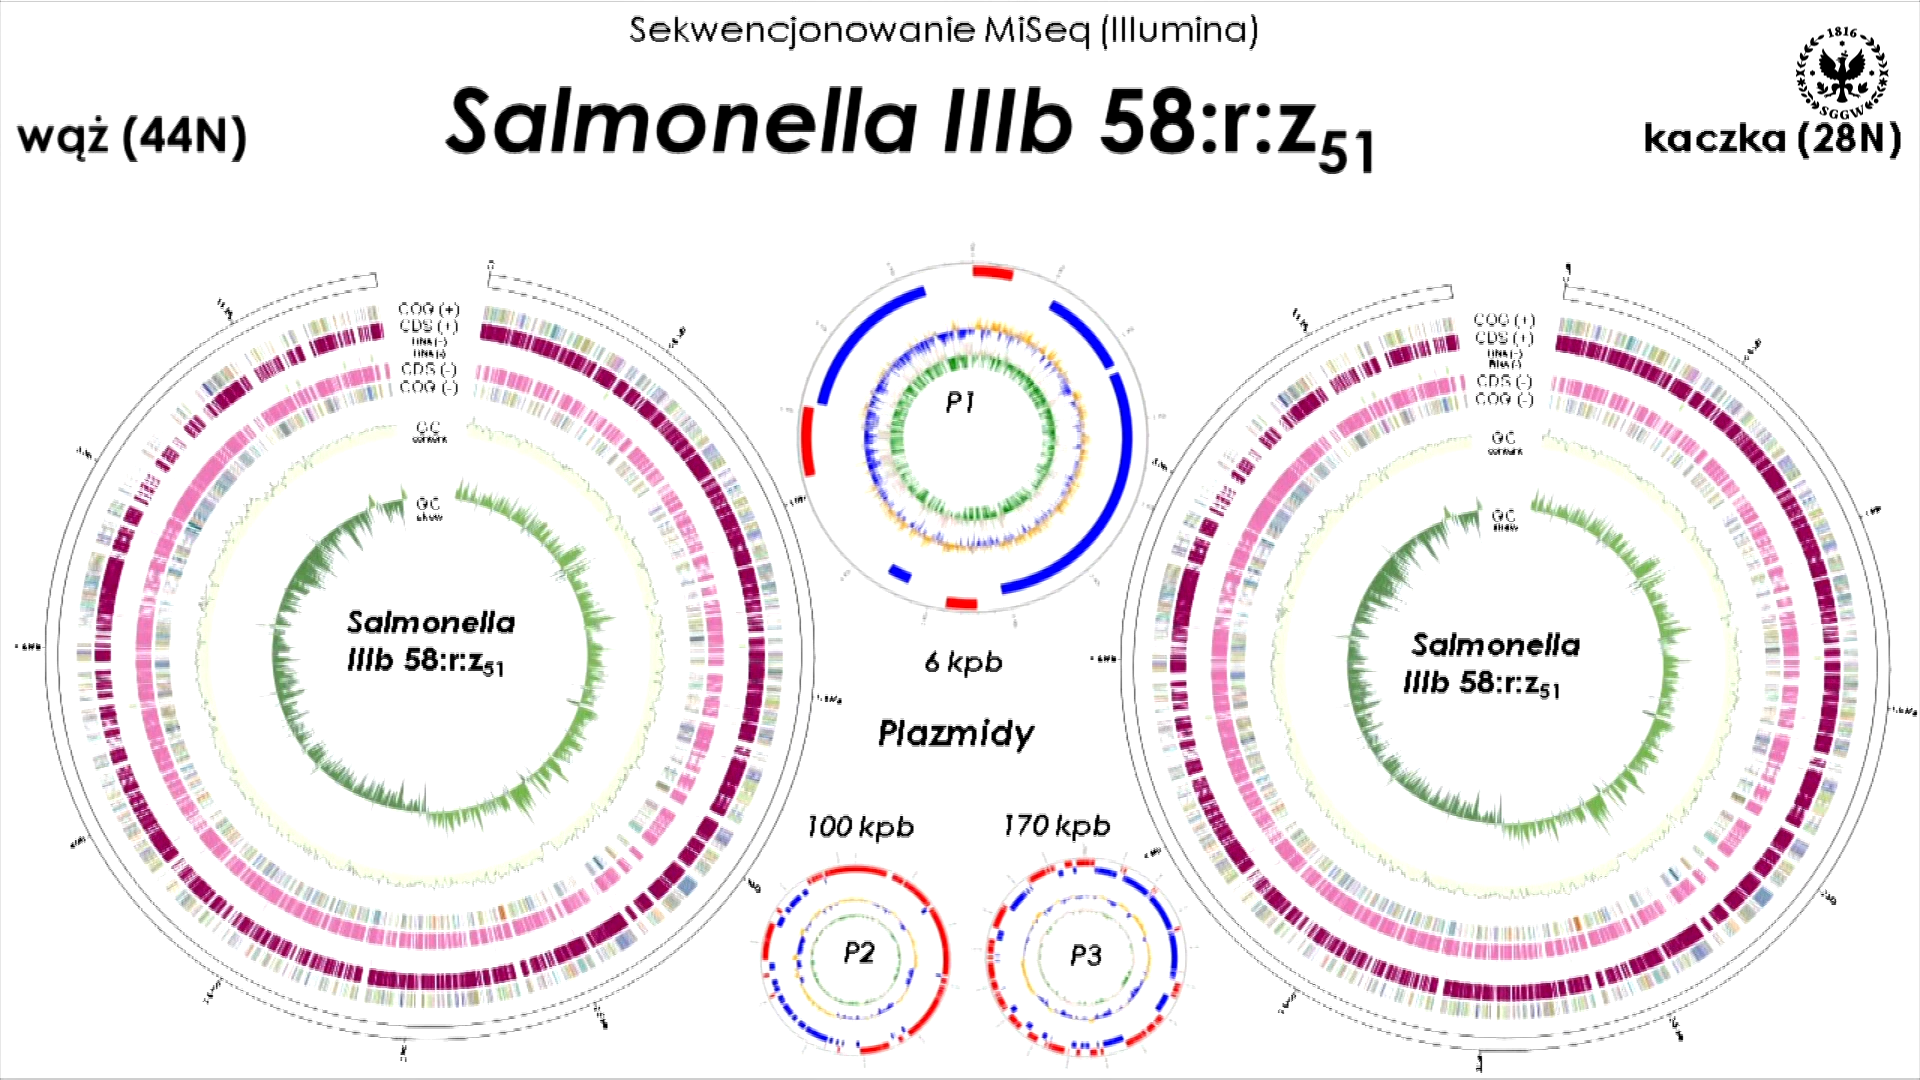 Sekwencjonowanie MiSeq (Illumina)
1816
SGGW
wąż (44N)
Salmonella IIIb 58:r:z51
kaczka (28N)
COG (+)
CDS (+)
CDS (-)
COG (-)
GC
content
GC
skew
Salmonella
IIIb 58:r:z51
P1
6 kpb
Plazmidy
100 kpb
170 kpb
P2
P3
COG (+)
CDS (+)
CDS (-)
COG (-)
GC
content
GC
skew
Salmonella
IIIb 58:r:z51